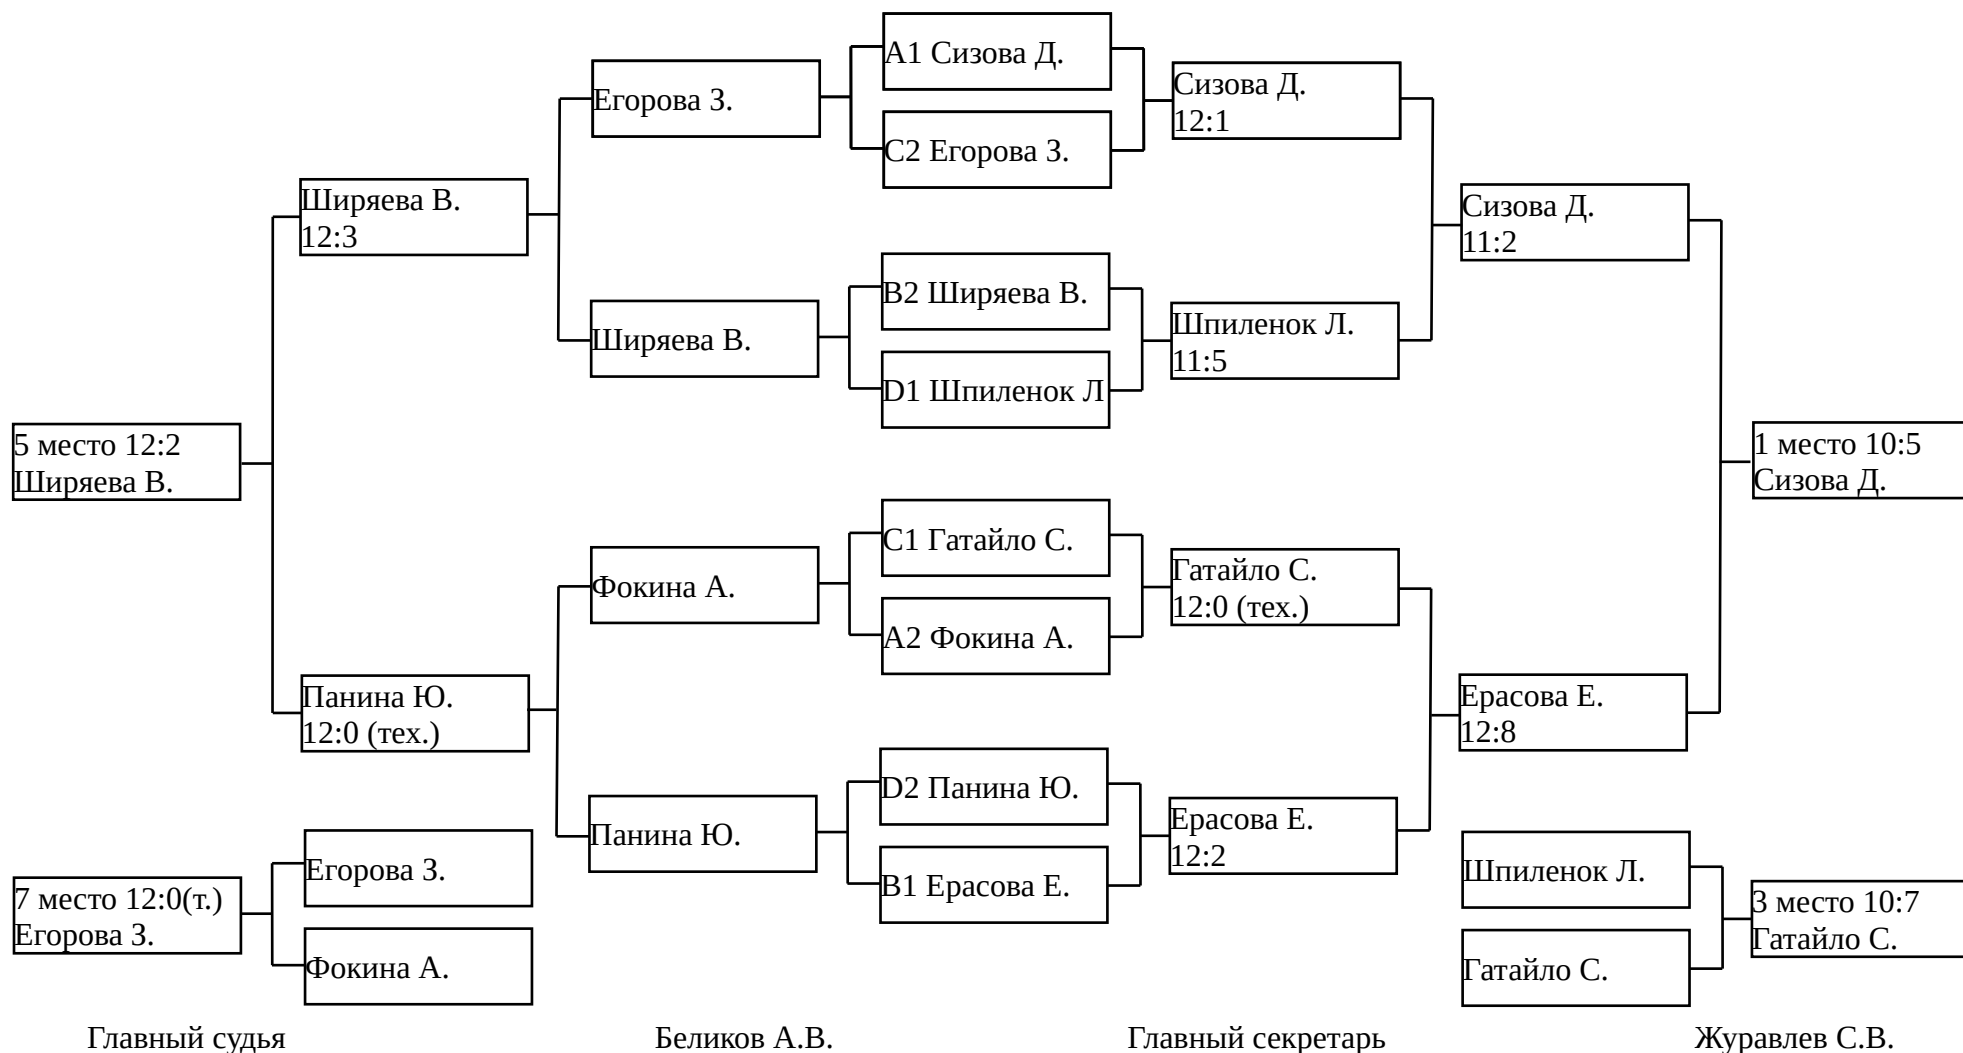 A1 Сизова Д.
Егорова З.
Сизова Д.
12:1
C2 Егорова З.
Ширяева В.
12:3
Сизова Д.
11:2
B2 Ширяева В.
Ширяева В.
Шпиленок Л.
11:5
D1 Шпиленок Л
5 место 12:2
Ширяева В.
1 место 10:5
Сизова Д.
C1 Гатайло С.
Фокина А.
Гатайло С.
12:0 (тех.)
A2 Фокина А.
Панина Ю.
12:0 (тех.)
Ерасова Е.
12:8
D2 Панина Ю.
Панина Ю.
Ерасова Е.
12:2
B1 Ерасова Е.
Егорова З.
7 место 12:0(т.)
Егорова З.
Фокина А.
Шпиленок Л.
3 место 10:7
Гатайло С.
Гатайло С.
Главный судья Беликов А.В. Главный секретарь Журавлев С.В.